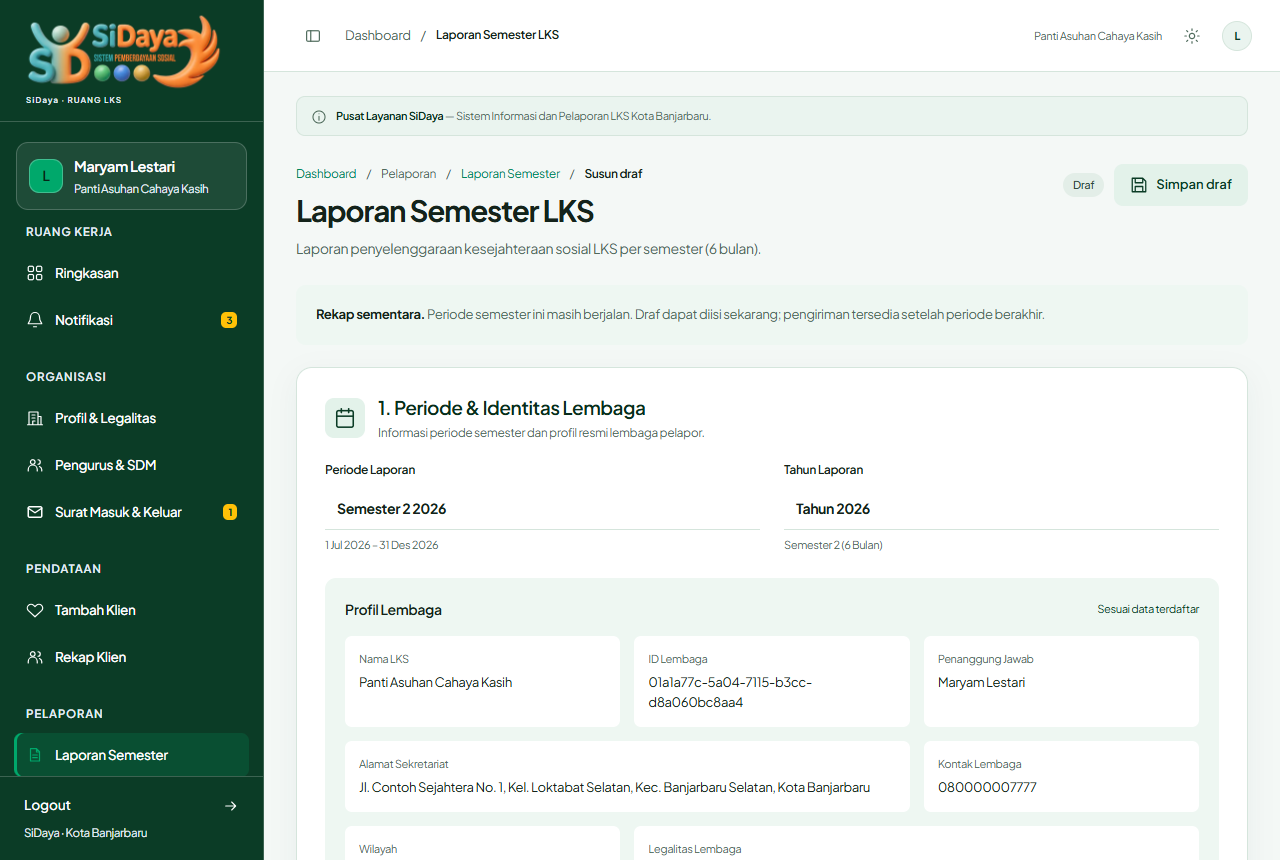 SiDaya
SISTEM PEMBERDAYAAN SOSIAL
SiDaya · RUANG LKS
L
Maryam Lestari
Panti Asuhan Cahaya Kasih
RUANG KERJA
Ringkasan
Notifikasi 3
ORGANISASI
Profil & Legalitas
Pengurus & SDM
Surat Masuk & Keluar 1
PENDATAAN
Tambah Klien
Rekap Klien
PELAPORAN
Laporan Semester
Logout
SiDaya · Kota Banjarbaru
Dashboard / Laporan Semester LKS
Panti Asuhan Cahaya Kasih
L
Pusat Layanan SiDaya — Sistem Informasi dan Pelaporan LKS Kota Banjarbaru.
Dashboard / Pelaporan / Laporan Semester / Susun draf
Draf
Simpan draf
Laporan Semester LKS
Laporan penyelenggaraan kesejahteraan sosial LKS per semester (6 bulan).
Rekap sementara. Periode semester ini masih berjalan. Draf dapat diisi sekarang; pengiriman tersedia setelah periode berakhir.
1. Periode & Identitas Lembaga
Informasi periode semester dan profil resmi lembaga pelapor.
Periode Laporan
Semester 2 2026
1 Jul 2026 – 31 Des 2026
Tahun Laporan
Tahun 2026
Semester 2 (6 Bulan)
Profil Lembaga
Sesuai data terdaftar
Nama LKS
Panti Asuhan Cahaya Kasih
ID Lembaga
01a1a77c-5a04-7115-b3cc-
d8a060bc8aa4
Penanggung Jawab
Maryam Lestari
Alamat Sekretariat
Jl. Contoh Sejahtera No. 1, Kel. Loktabat Selatan, Kec. Banjarbaru Selatan, Kota Banjarbaru
Kontak Lembaga
080000007777
Wilayah
Legalitas Lembaga